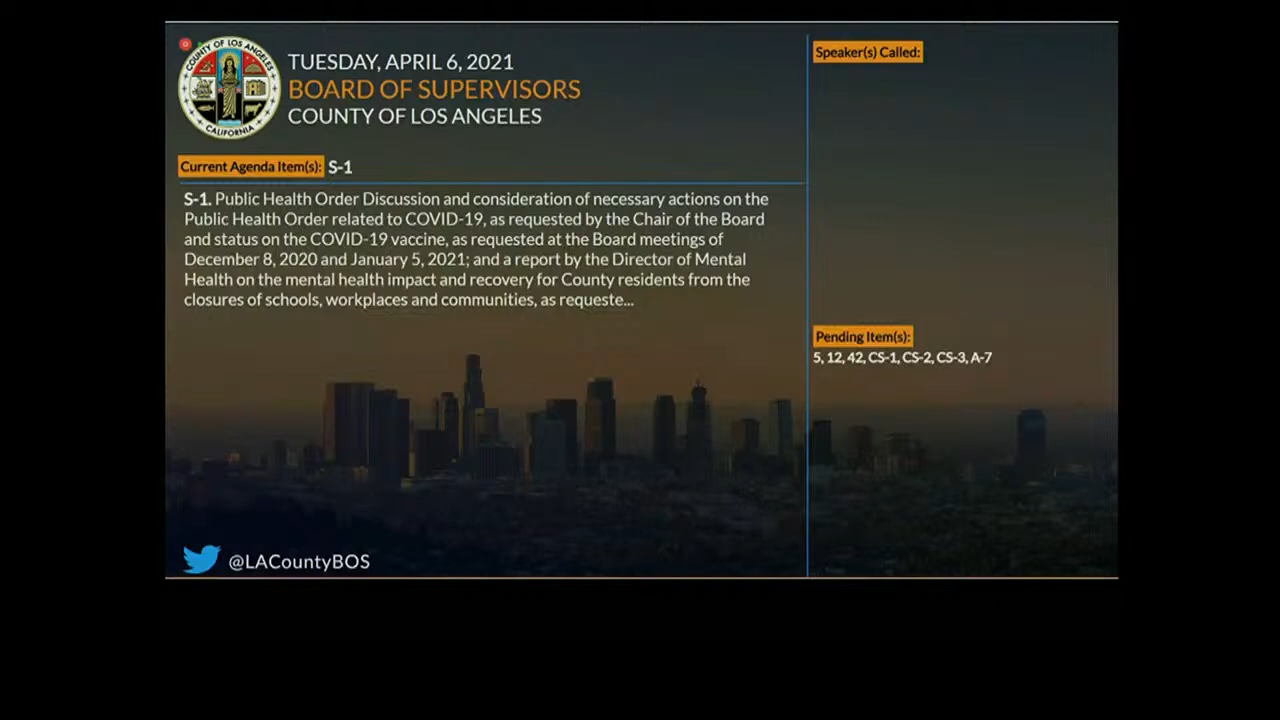 COUNTY OF LOS ANGELES
CALIFORNIA
TUESDAY, APRIL 6, 2021
BOARD OF SUPERVISORS
COUNTY OF LOS ANGELES
Current Agenda Item(s): S-1
S-1. Public Health Order Discussion and consideration of necessary actions on the
Public Health Order related to COVID-19, as requested by the Chair of the Board
and status on the COVID-19 vaccine, as requested at the Board meetings of
December 8, 2020 and January 5, 2021; and a report by the Director of Mental
Health on the mental health impact and recovery for County residents from the
closures of schools, workplaces and communities, as requeste...
@LACountyBOS
Speaker(s) Called:
Pending Item(s):
5, 12, 42, CS-1, CS-2, CS-3, A-7